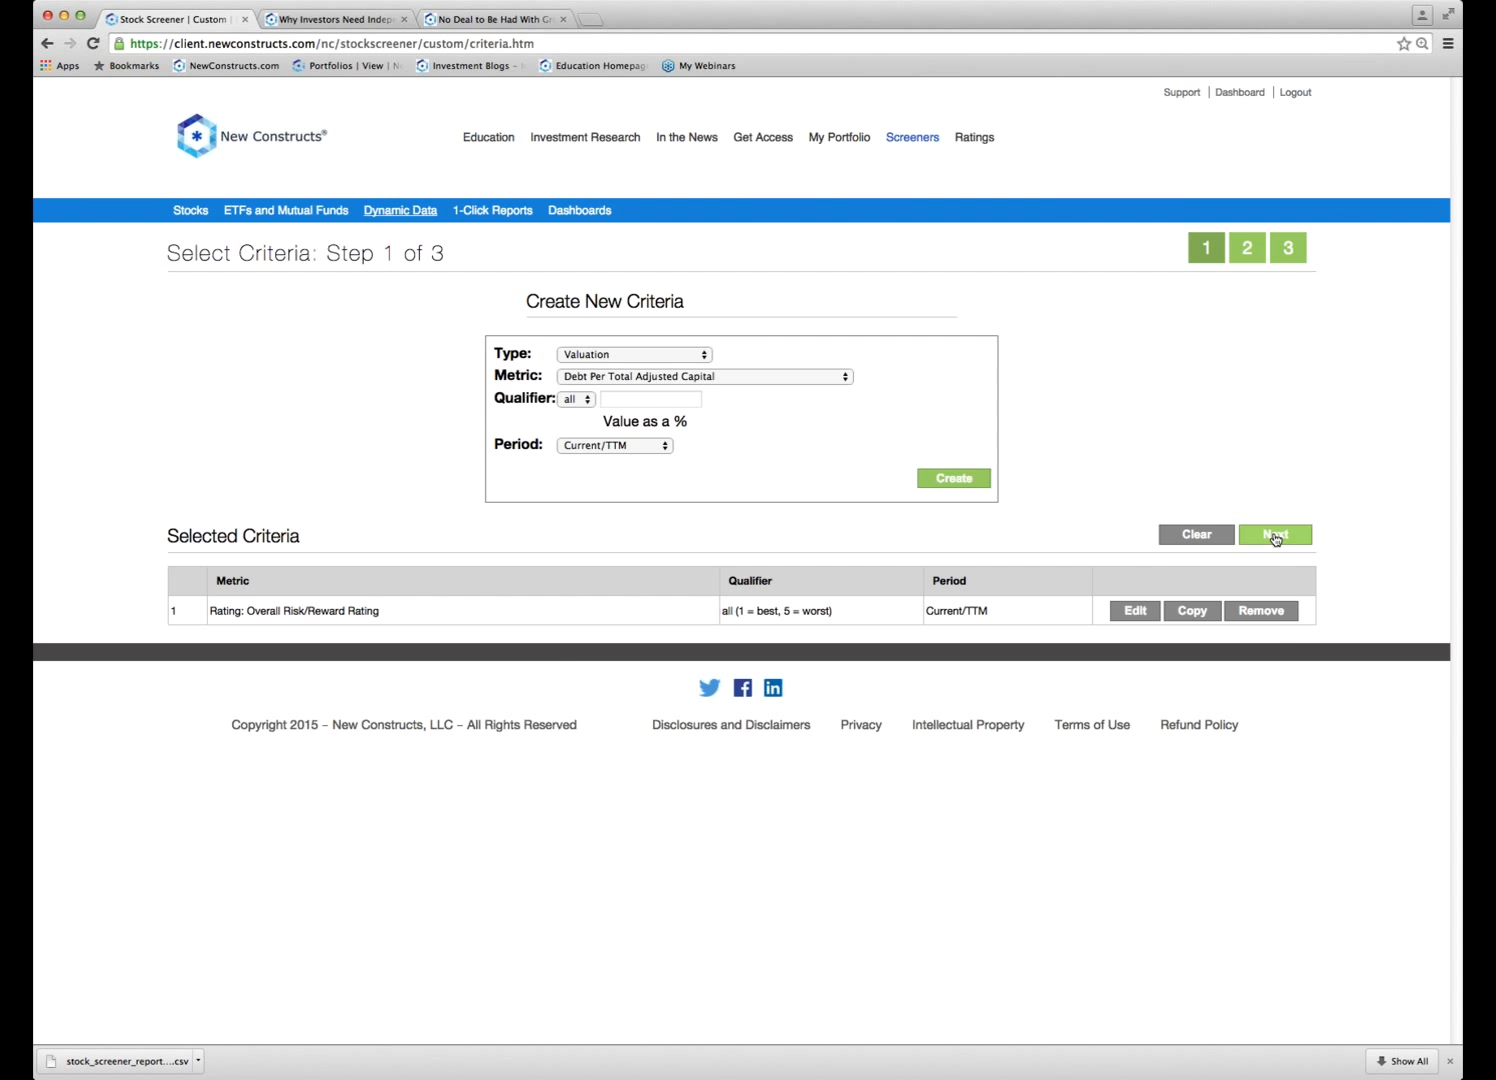 Stock Screener | Custom
Why Investors Need Indep
No Deal to Be Had With Gr
https://client.newconstructs.com/nc/stockscreener/custom/criteria.htm
Apps Bookmarks NewConstructs.com Portfolios | View | N Investment Blogs - Education Homepag My Webinars
Support | Dashboard | Logout
New Constructs®
Education Investment Research In the News Get Access My Portfolio Screeners Ratings
Stocks ETFs and Mutual Funds Dynamic Data 1-Click Reports Dashboards
Select Criteria: Step 1 of 3
1 2 3
Create New Criteria
Type: Valuation
Metric: Debt Per Total Adjusted Capital
Qualifier: all
Value as a %
Period: Current/TTM
Create
Selected Criteria
Clear Next
Metric Qualifier Period
1 Rating: Overall Risk/Reward Rating all (1 = best, 5 = worst) Current/TTM Edit Copy Remove
Copyright 2015 – New Constructs, LLC – All Rights Reserved Disclosures and Disclaimers Privacy Intellectual Property Terms of Use Refund Policy
stock_screener_report....csv
Show All